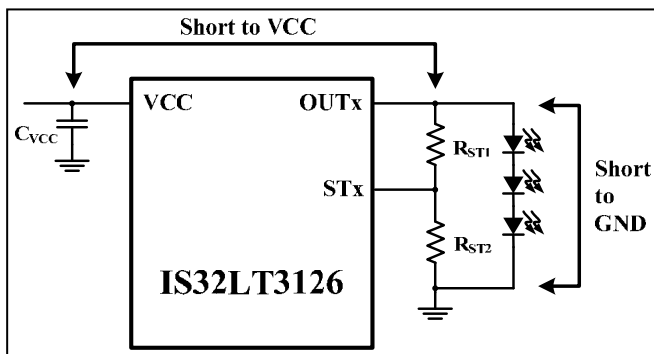 Short to VCC
VCC
OUTx
CVCC
RST1
STx
Short
to
GND
RST2
IS32LT3126